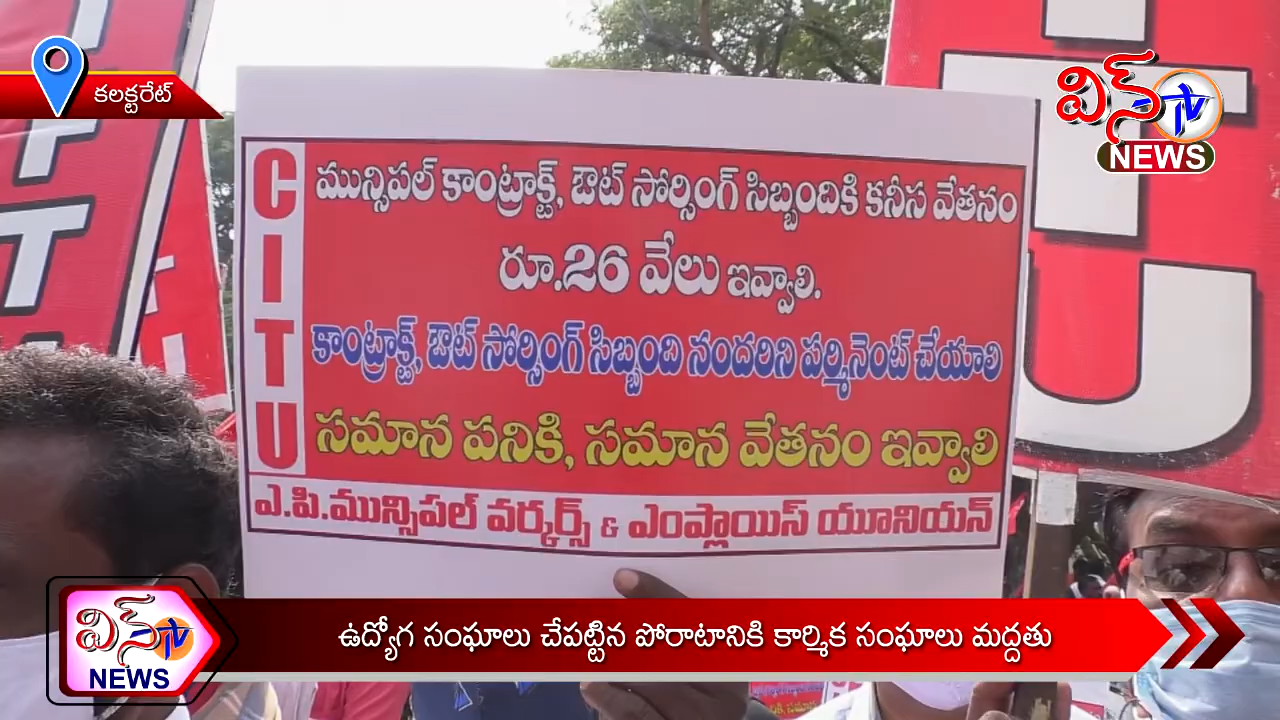 కలక్టరేట్
విన్ TV
NEWS
CITU
మున్సిపల్ కాంట్రాక్ట్, ఔట్ సోర్సింగ్ సిబ్బందికి కనీస వేతనం
రూ.26 వేలు ఇవ్వాలి.
కాంట్రాక్ట్, ఔట్ సోర్సింగ్ సిబ్బంది నందరిని పర్మినెంట్ చేయాలి
సమాన పనికి, సమాన వేతనం ఇవ్వాలి
ఎ.పి.మున్సిపల్ వర్కర్స్ & ఎంప్లాయిస్ యూనియన్
విన్ TV
NEWS
ఉద్యోగ సంఘాలు చేపట్టిన పోరాటానికి కార్మిక సంఘాలు మద్దతు